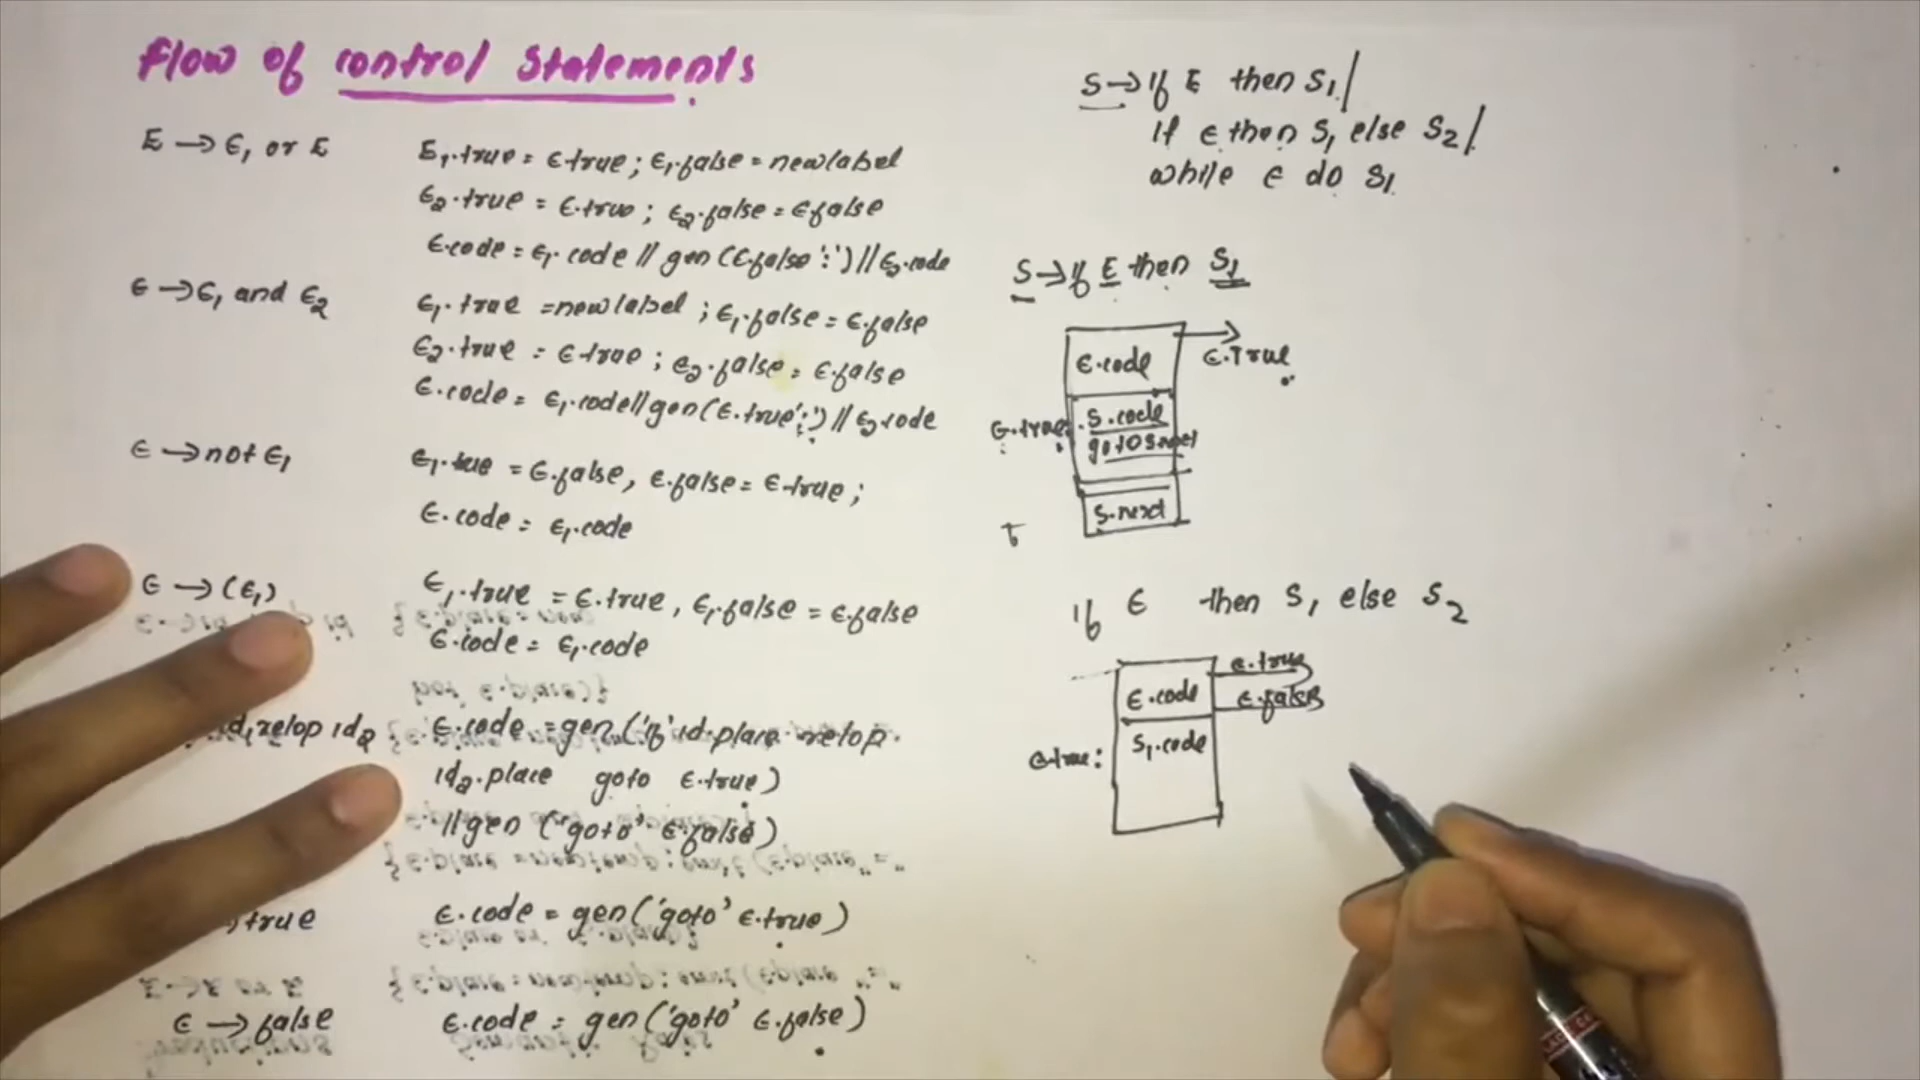 Flow of control statements
E → E1 or E
E1.true = E.true; E1.false = newlabel
E2.true = E.true; E2.false = E.false
E.code = E1.code // gen(E.false ':') // E2.code
E → E1 and E2
E1.true = newlabel; E1.false = E.false
E2.true = E.true; E2.false = E.false
E.code = E1.code // gen(E.true ':') // E2.code
E → not E1
E1.true = E.false, E.false = E.true;
E.code = E1.code
E → (E1)
E1.true = E.true, E1.false = E.false
E.code = E1.code
id1 relop id2
E.code = gen('if' id.place relop.
id2.place goto E.true)
// gen ('goto' E.false)
true
E.code = gen('goto' E.true)
E → false
E.code = gen('goto' E.false)
S → If E then S1 /
If E then S1 else S2 /
while E do S1
S → If E then S1
E.code
E.True
E.true:
S.code
goto S.next
S.next
If E then S1 else S2
E.true
E.code
E.false
E.true:
S1.code